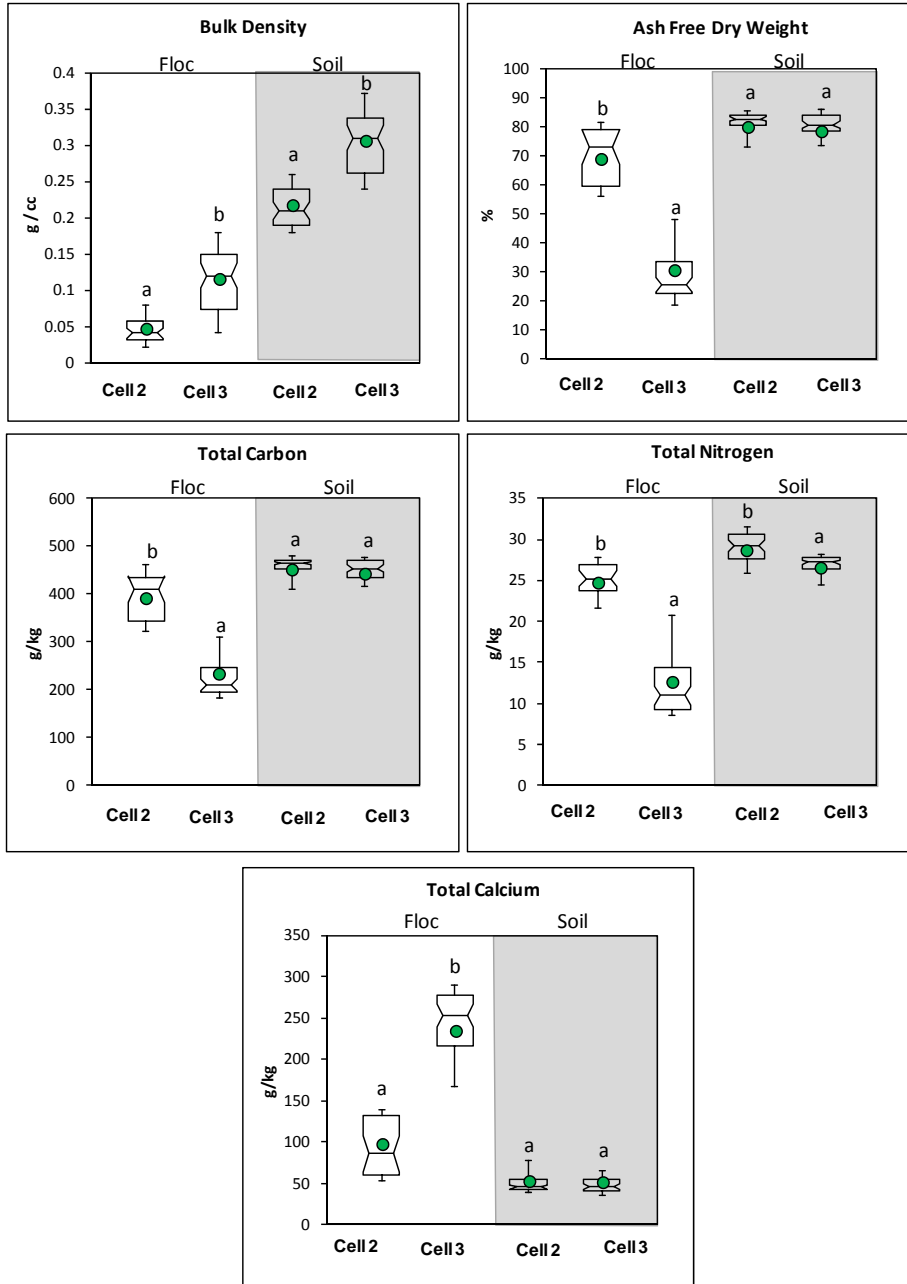 Bulk Density
Floc Soil
0.4
0.35
0.3
0.25
0.2
0.15
0.1
0.05
0
g / cc
a
b
a
b
Cell 2 Cell 3 Cell 2 Cell 3
Ash Free Dry Weight
Floc Soil
100
90
80
70
60
50
40
30
20
10
0
%
b
a
a
a
Cell 2 Cell 3 Cell 2 Cell 3
Total Carbon
Floc Soil
600
500
400
300
200
100
0
g/kg
b
a
a
a
Cell 2 Cell 3 Cell 2 Cell 3
Total Nitrogen
Floc Soil
35
30
25
20
15
10
5
0
g/kg
b
a
b
a
Cell 2 Cell 3 Cell 2 Cell 3
Total Calcium
Floc Soil
350
300
250
200
150
100
50
0
g/kg
a
b
a
a
Cell 2 Cell 3 Cell 2 Cell 3